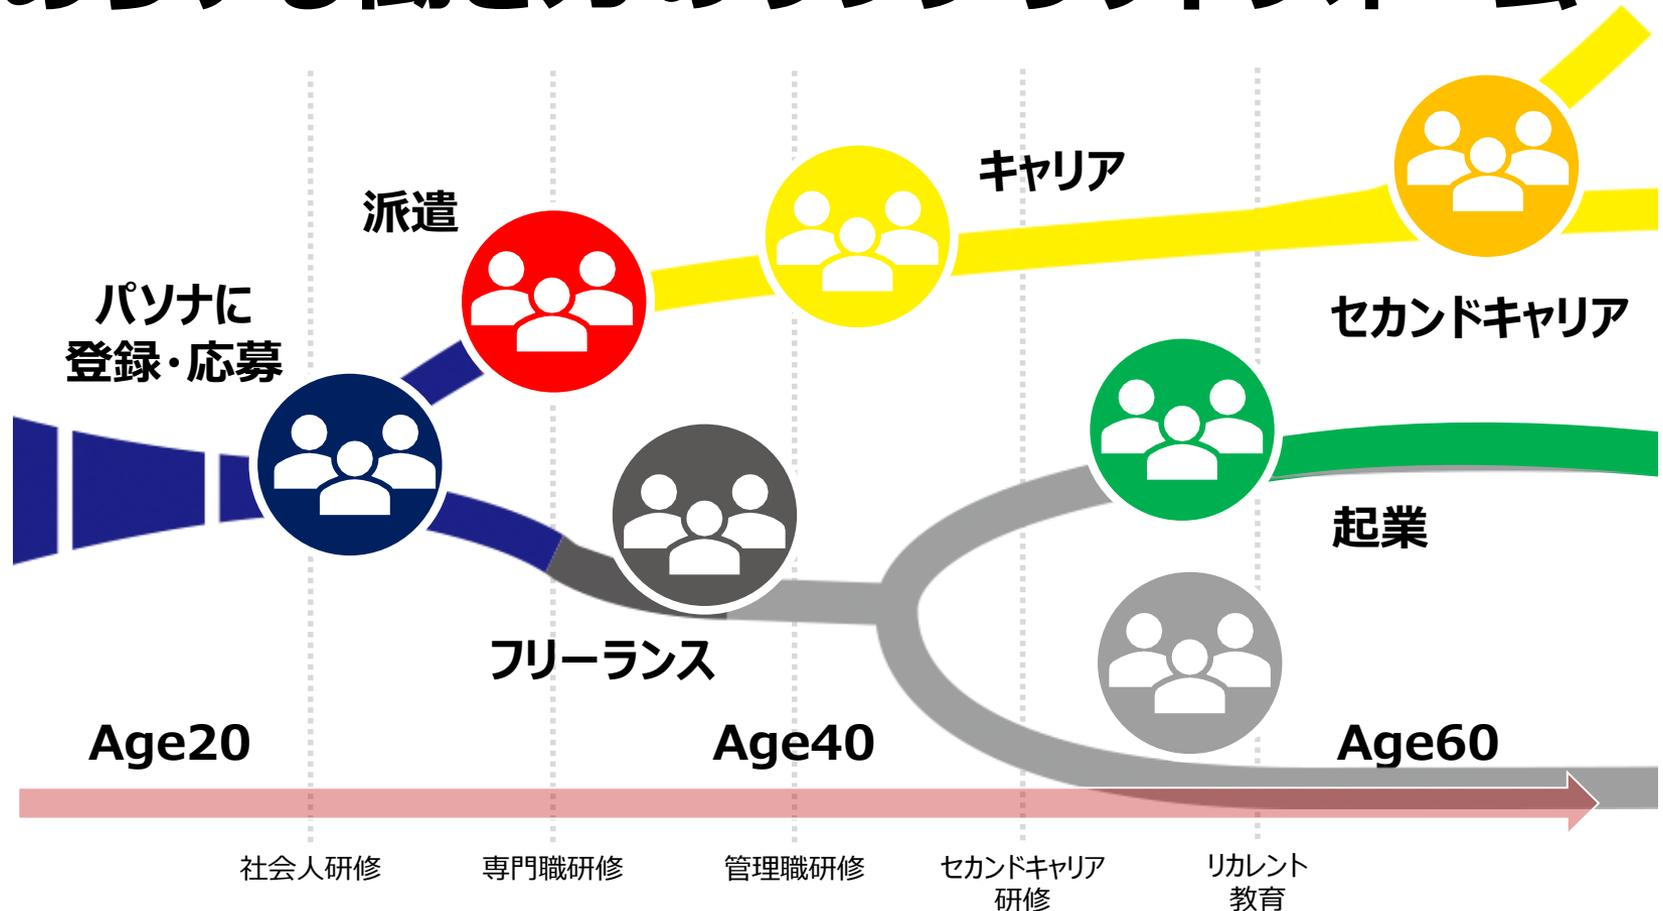 キャリア
派遣
パソナに
登録・応募
セカンドキャリア
起業
フリーランス
Age20
Age40
Age60
社会人研修
専門職研修
管理職研修
セカンドキャリア
研修
リカレント
教育